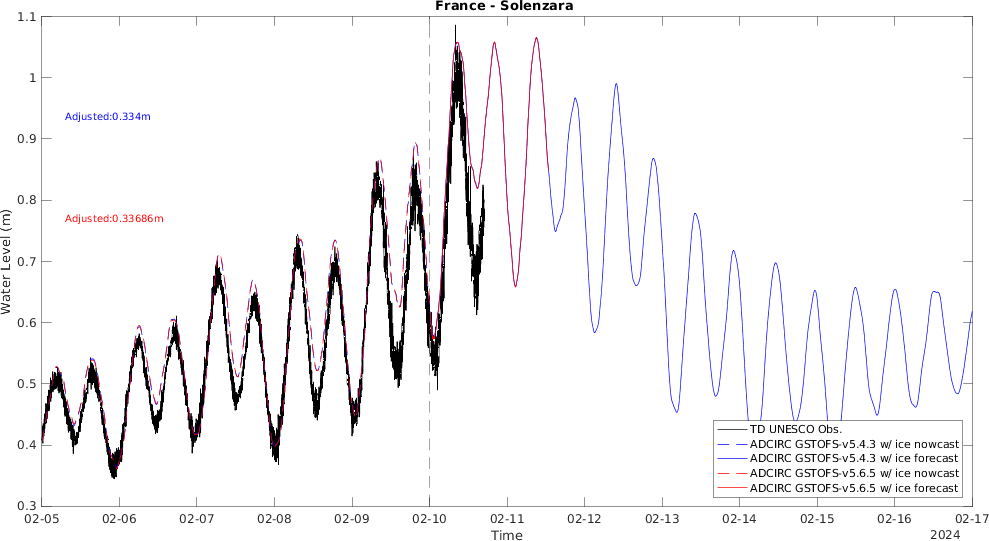 France - Solenzara
1.1
1
0.9
0.8
0.7
0.6
0.5
0.4
0.3
Water Level (m)
Adjusted:0.334m
Adjusted:0.33686m
TD UNESCO Obs.
ADCIRC GSTOFS-v5.4.3 w/ ice nowcast
ADCIRC GSTOFS-v5.4.3 w/ ice forecast
ADCIRC GSTOFS-v5.6.5 w/ ice nowcast
ADCIRC GSTOFS-v5.6.5 w/ ice forecast
02-05 02-06 02-07 02-08 02-09 02-10 02-11 02-12 02-13 02-14 02-15 02-16 02-17
Time
2024